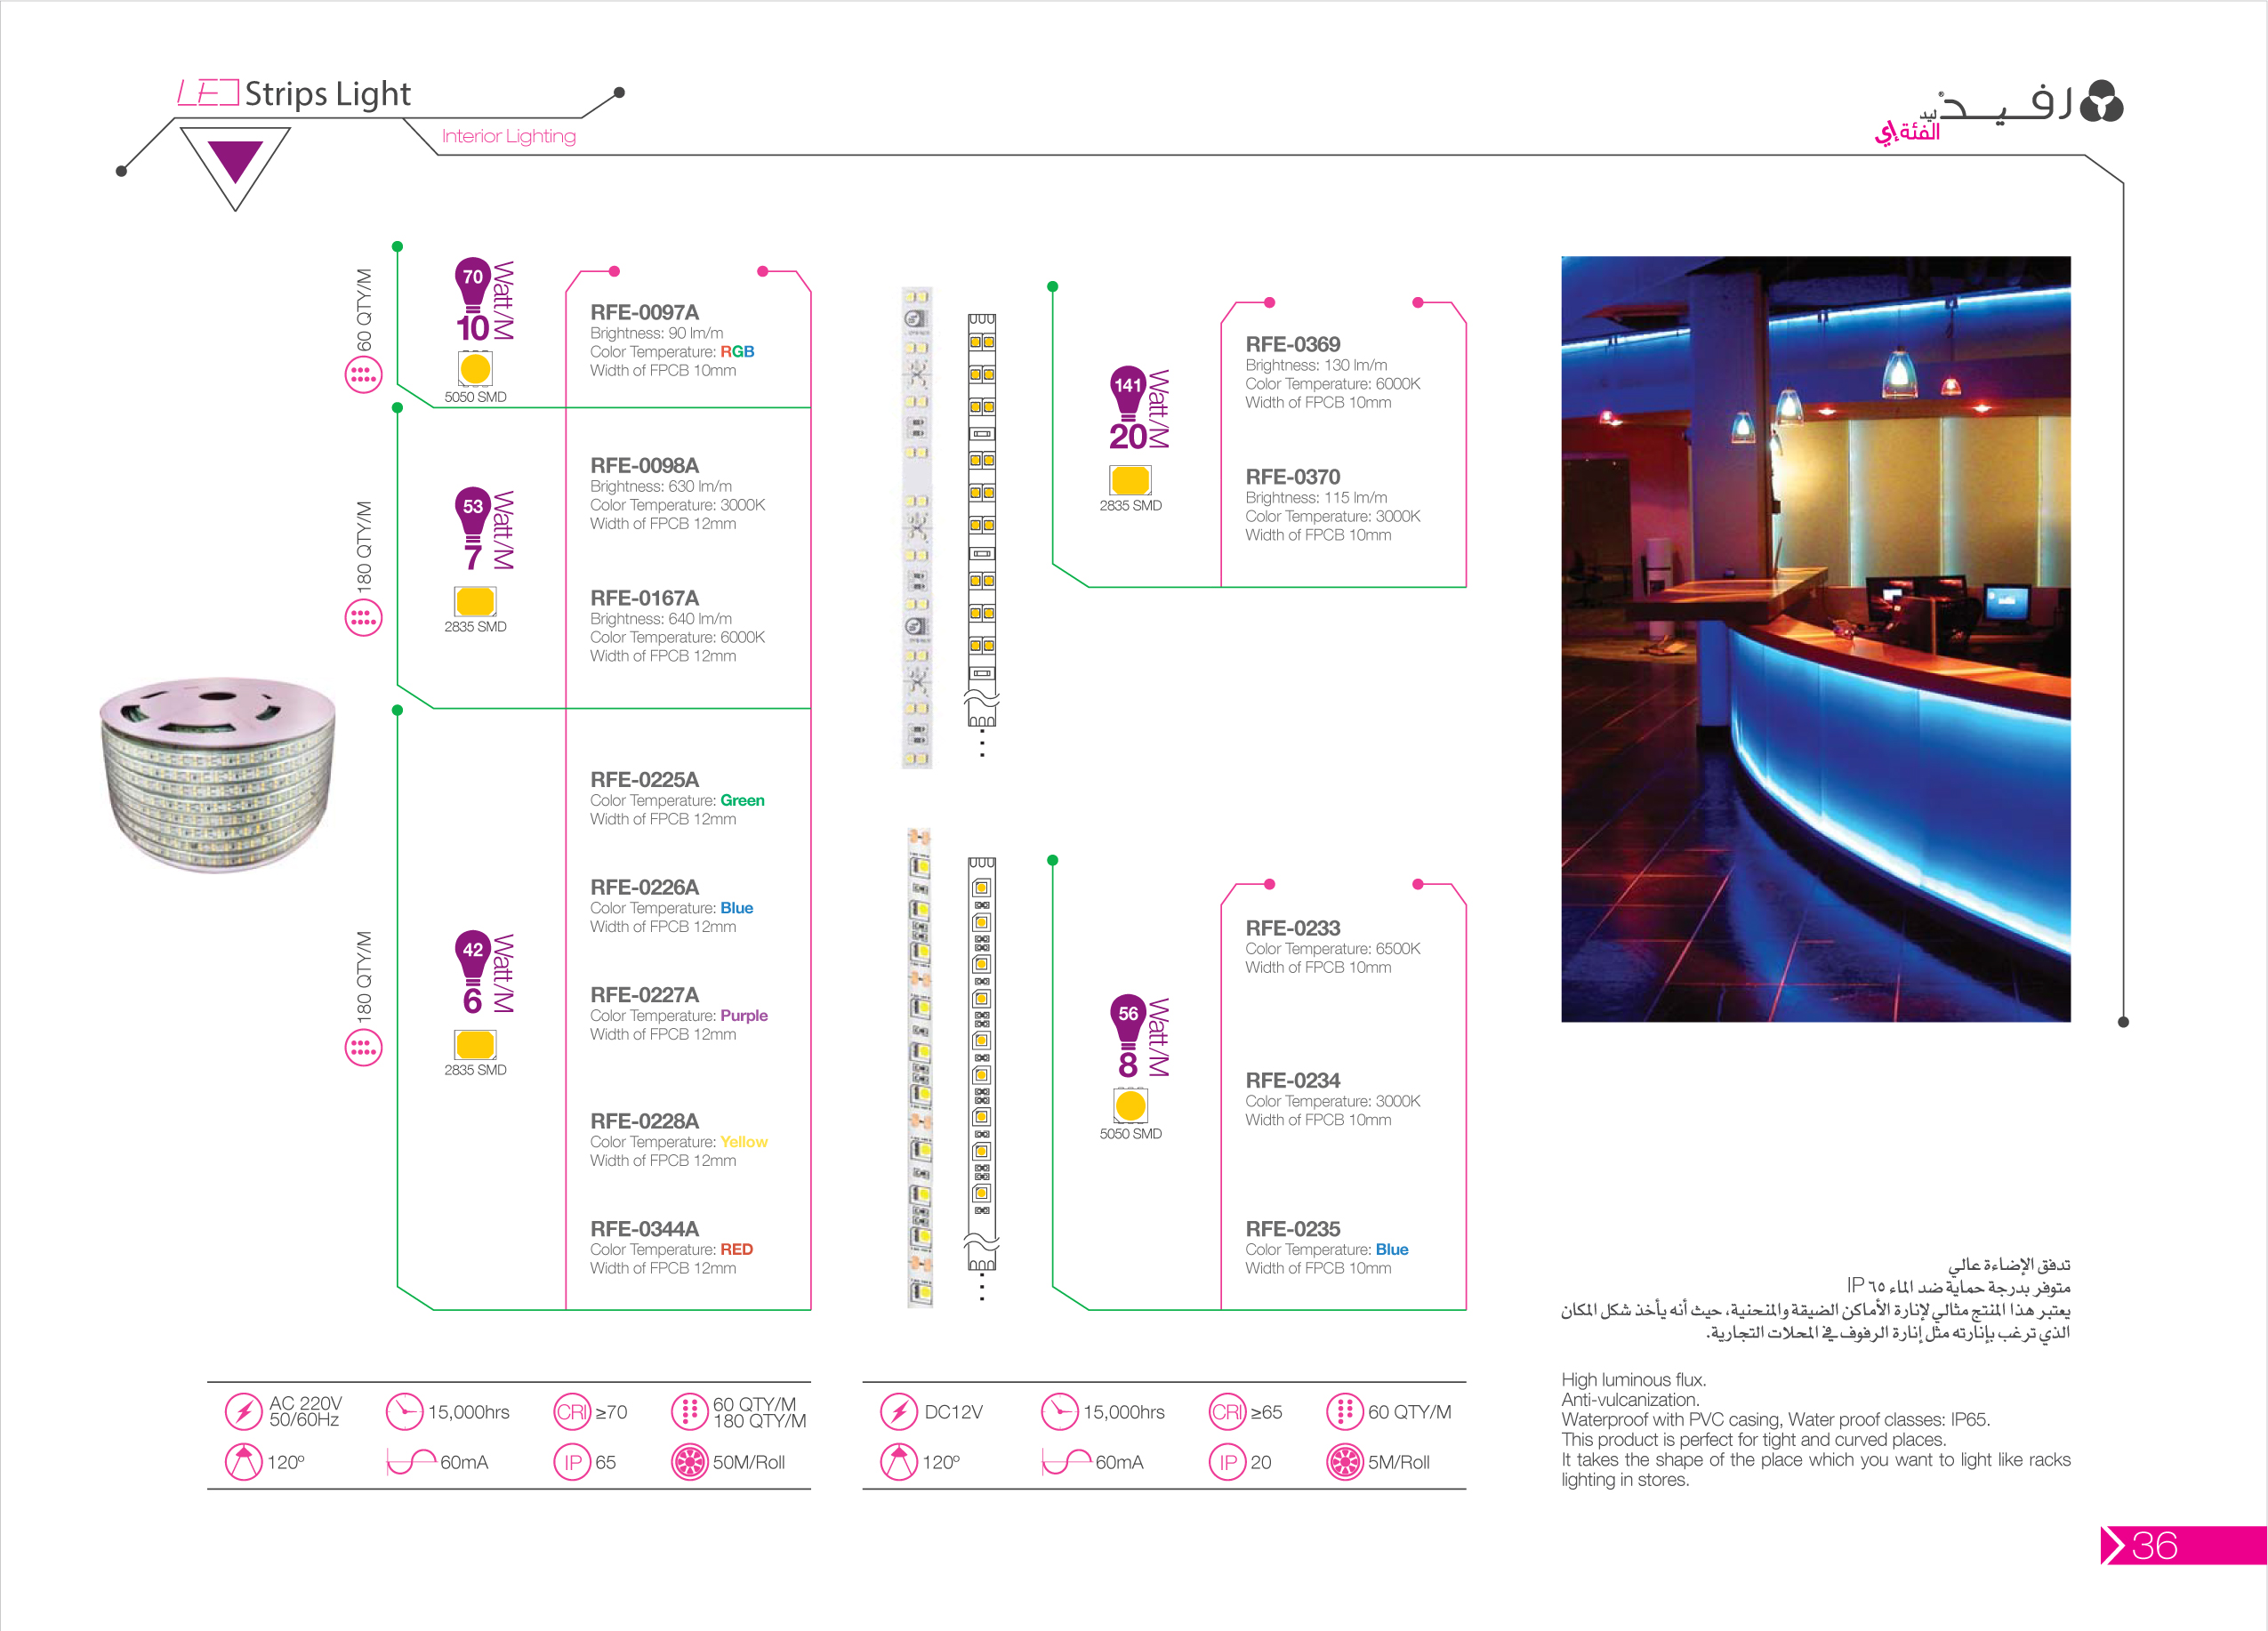 LED Strips Light
Interior Lighting
رفيد®
ليد
الفئة إي
60 QTY/M
70
Watt/M
10
5050 SMD
RFE-0097A
Brightness: 90 lm/m
Color Temperature: RGB
Width of FPCB 10mm
180 QTY/M
53
Watt/M
7
2835 SMD
RFE-0098A
Brightness: 630 lm/m
Color Temperature: 3000K
Width of FPCB 12mm
RFE-0167A
Brightness: 640 lm/m
Color Temperature: 6000K
Width of FPCB 12mm
180 QTY/M
42
Watt/M
6
2835 SMD
RFE-0225A
Color Temperature: Green
Width of FPCB 12mm
RFE-0226A
Color Temperature: Blue
Width of FPCB 12mm
RFE-0227A
Color Temperature: Purple
Width of FPCB 12mm
RFE-0228A
Color Temperature: Yellow
Width of FPCB 12mm
RFE-0344A
Color Temperature: RED
Width of FPCB 12mm
141
Watt/M
20
2835 SMD
RFE-0369
Brightness: 130 lm/m
Color Temperature: 6000K
Width of FPCB 10mm
RFE-0370
Brightness: 115 lm/m
Color Temperature: 3000K
Width of FPCB 10mm
56
Watt/M
8
5050 SMD
RFE-0233
Color Temperature: 6500K
Width of FPCB 10mm
RFE-0234
Color Temperature: 3000K
Width of FPCB 10mm
RFE-0235
Color Temperature: Blue
Width of FPCB 10mm
AC 220V
50/60Hz
15,000hrs
CRI ≥70
60 QTY/M
180 QTY/M
120º
60mA
IP 65
50M/Roll
DC12V
15,000hrs
CRI ≥65
60 QTY/M
120º
60mA
IP 20
5M/Roll
تدفق الإضاءة عالي
متوفر بدرجة حماية ضد الماء IP ٦٥
يعتبر هذا المنتج مثالي لإنارة الأماكن الضيقة والمنحنية، حيث أنه يأخذ شكل المكان
الذي ترغب بإنارته مثل إنارة الرفوف في المحلات التجارية.
High luminous flux.
Anti-vulcanization.
Waterproof with PVC casing, Water proof classes: IP65.
This product is perfect for tight and curved places.
It takes the shape of the place which you want to light like racks
lighting in stores.
36